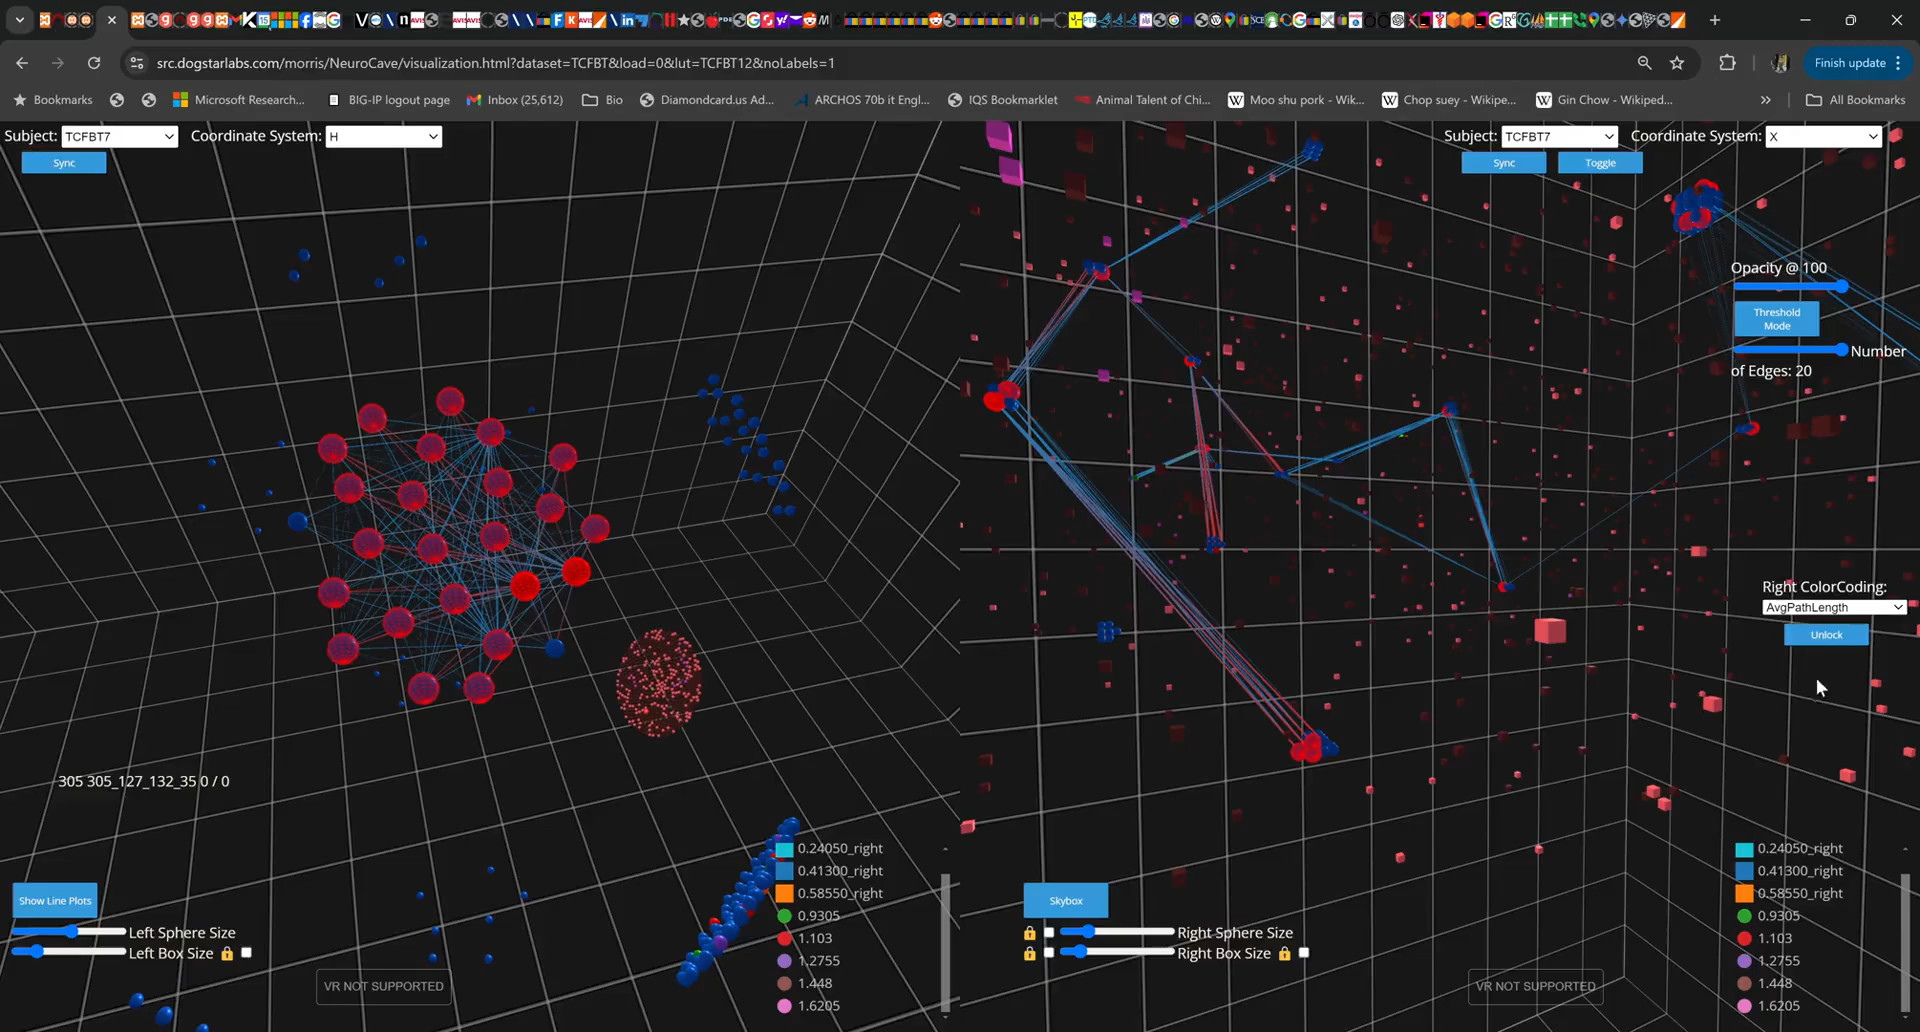 src.dogstarlabs.com/morris/NeuroCave/visualization.html?dataset=TCFBT&load=0&lut=TCFBT12&noLabels=1
Finish update
Bookmarks
Microsoft Research...
BIG-IP logout page
Inbox (25,612)
Bio
Diamondcard.us Ad...
ARCHOS 70b it Engl...
IQS Bookmarklet
Animal Talent of Chi...
Moo shu pork - Wik...
Chop suey - Wikipe...
Gin Chow - Wikiped...
»
All Bookmarks
Subject: TCFBT7 Coordinate System: H
Sync
Subject: TCFBT7 Coordinate System: X
Sync Toggle
Opacity @ 100
Threshold
Mode
Number
of Edges: 20
Right ColorCoding:
AvgPathLength
Unlock
305 305_127_132_35 0 / 0
Show Line Plots
Left Sphere Size
Left Box Size
VR NOT SUPPORTED
0.24050_right
0.41300_right
0.58550_right
0.9305
1.103
1.2755
1.448
1.6205
Skybox
Right Sphere Size
Right Box Size
VR NOT SUPPORTED
0.24050_right
0.41300_right
0.58550_right
0.9305
1.103
1.2755
1.448
1.6205